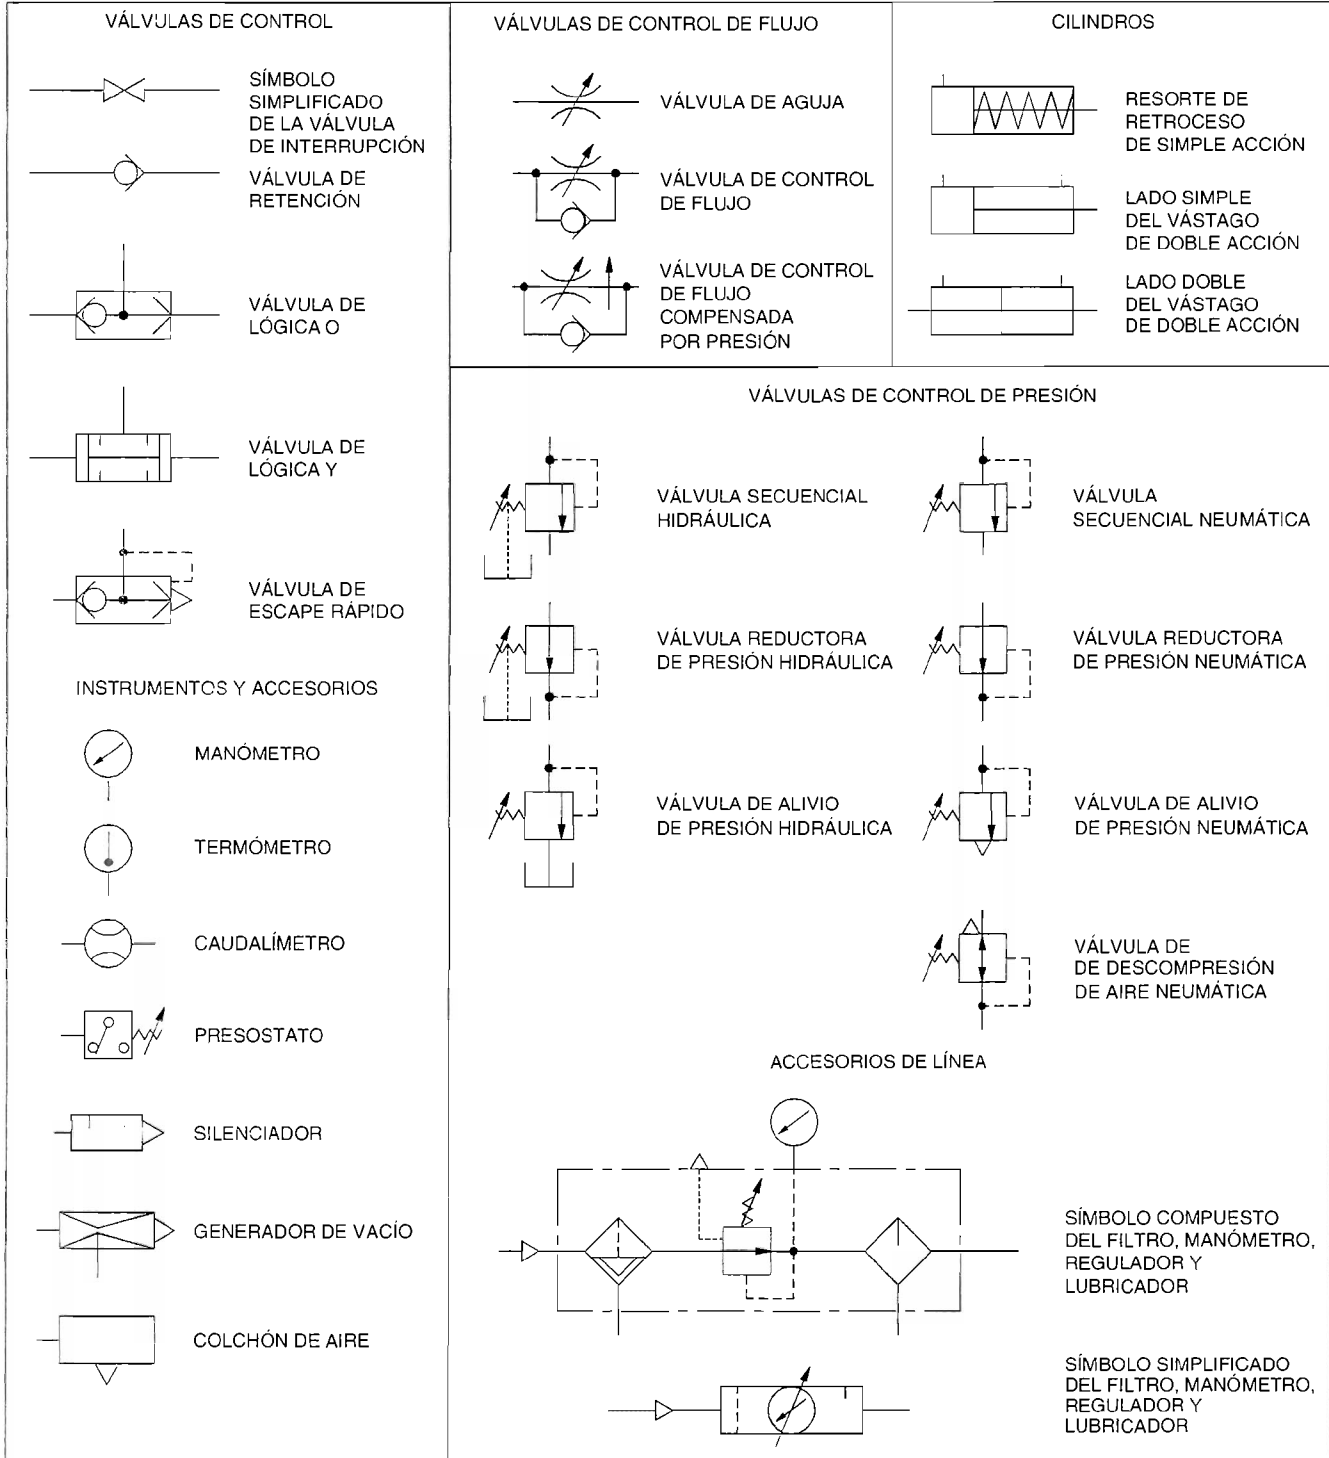 VÁLVULAS DE CONTROL
SÍMBOLO
SIMPLIFICADO
DE LA VÁLVULA
DE INTERRUPCIÓN
VÁLVULA DE
RETENCIÓN
VÁLVULA DE
LÓGICA O
VÁLVULA DE
LÓGICA Y
VÁLVULA DE
ESCAPE RÁPIDO
INSTRUMENTOS Y ACCESORIOS
MANÓMETRO
TERMÓMETRO
CAUDALÍMETRO
PRESOSTATO
SILENCIADOR
GENERADOR DE VACÍO
COLCHÓN DE AIRE
VÁLVULAS DE CONTROL DE FLUJO
VÁLVULA DE AGUJA
VÁLVULA DE CONTROL
DE FLUJO
VÁLVULA DE CONTROL
DE FLUJO
COMPENSADA
POR PRESIÓN
CILINDROS
RESORTE DE
RETROCESO
DE SIMPLE ACCIÓN
LADO SIMPLE
DEL VÁSTAGO
DE DOBLE ACCIÓN
LADO DOBLE
DEL VÁSTAGO
DE DOBLE ACCIÓN
VÁLVULAS DE CONTROL DE PRESIÓN
VÁLVULA SECUENCIAL
HIDRÁULICA
VÁLVULA
SECUENCIAL NEUMÁTICA
VÁLVULA REDUCTORA
DE PRESIÓN HIDRÁULICA
VÁLVULA REDUCTORA
DE PRESIÓN NEUMÁTICA
VÁLVULA DE ALIVIO
DE PRESIÓN HIDRÁULICA
VÁLVULA DE ALIVIO
DE PRESIÓN NEUMÁTICA
VÁLVULA DE
DE DESCOMPRESIÓN
DE AIRE NEUMÁTICA
ACCESORIOS DE LÍNEA
SÍMBOLO COMPUESTO
DEL FILTRO, MANÓMETRO,
REGULADOR Y
LUBRICADOR
SÍMBOLO SIMPLIFICADO
DEL FILTRO, MANÓMETRO,
REGULADOR Y
LUBRICADOR